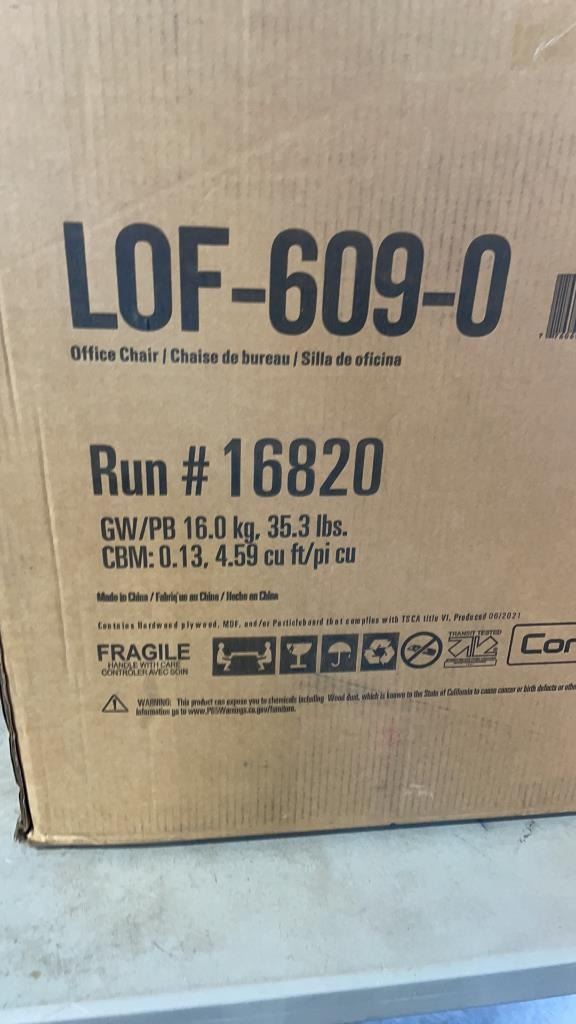 LOF-609-0
Office Chair / Chaise de bureau / Silla de oficina
Run # 16820
GW/PB 16.0 kg, 35.3 lbs.
CBM: 0.13, 4.59 cu ft/pi cu
Made in China / Fabriqué au China / Hecho en China
Contains Hardwood plywood, MDF, and/or Particleboard that complies with TSCA title VI. Produced 06/2021
FRAGILE
HANDLE WITH CARE
CONTRÔLER AVEC SOIN
TRANSIT TESTED
Cor
WARNING: This product can expose you to chemicals including Wood dust, which is known to the State of California to cause cancer or birth defects or
information go to www.P65Warnings.ca.gov/furniture.